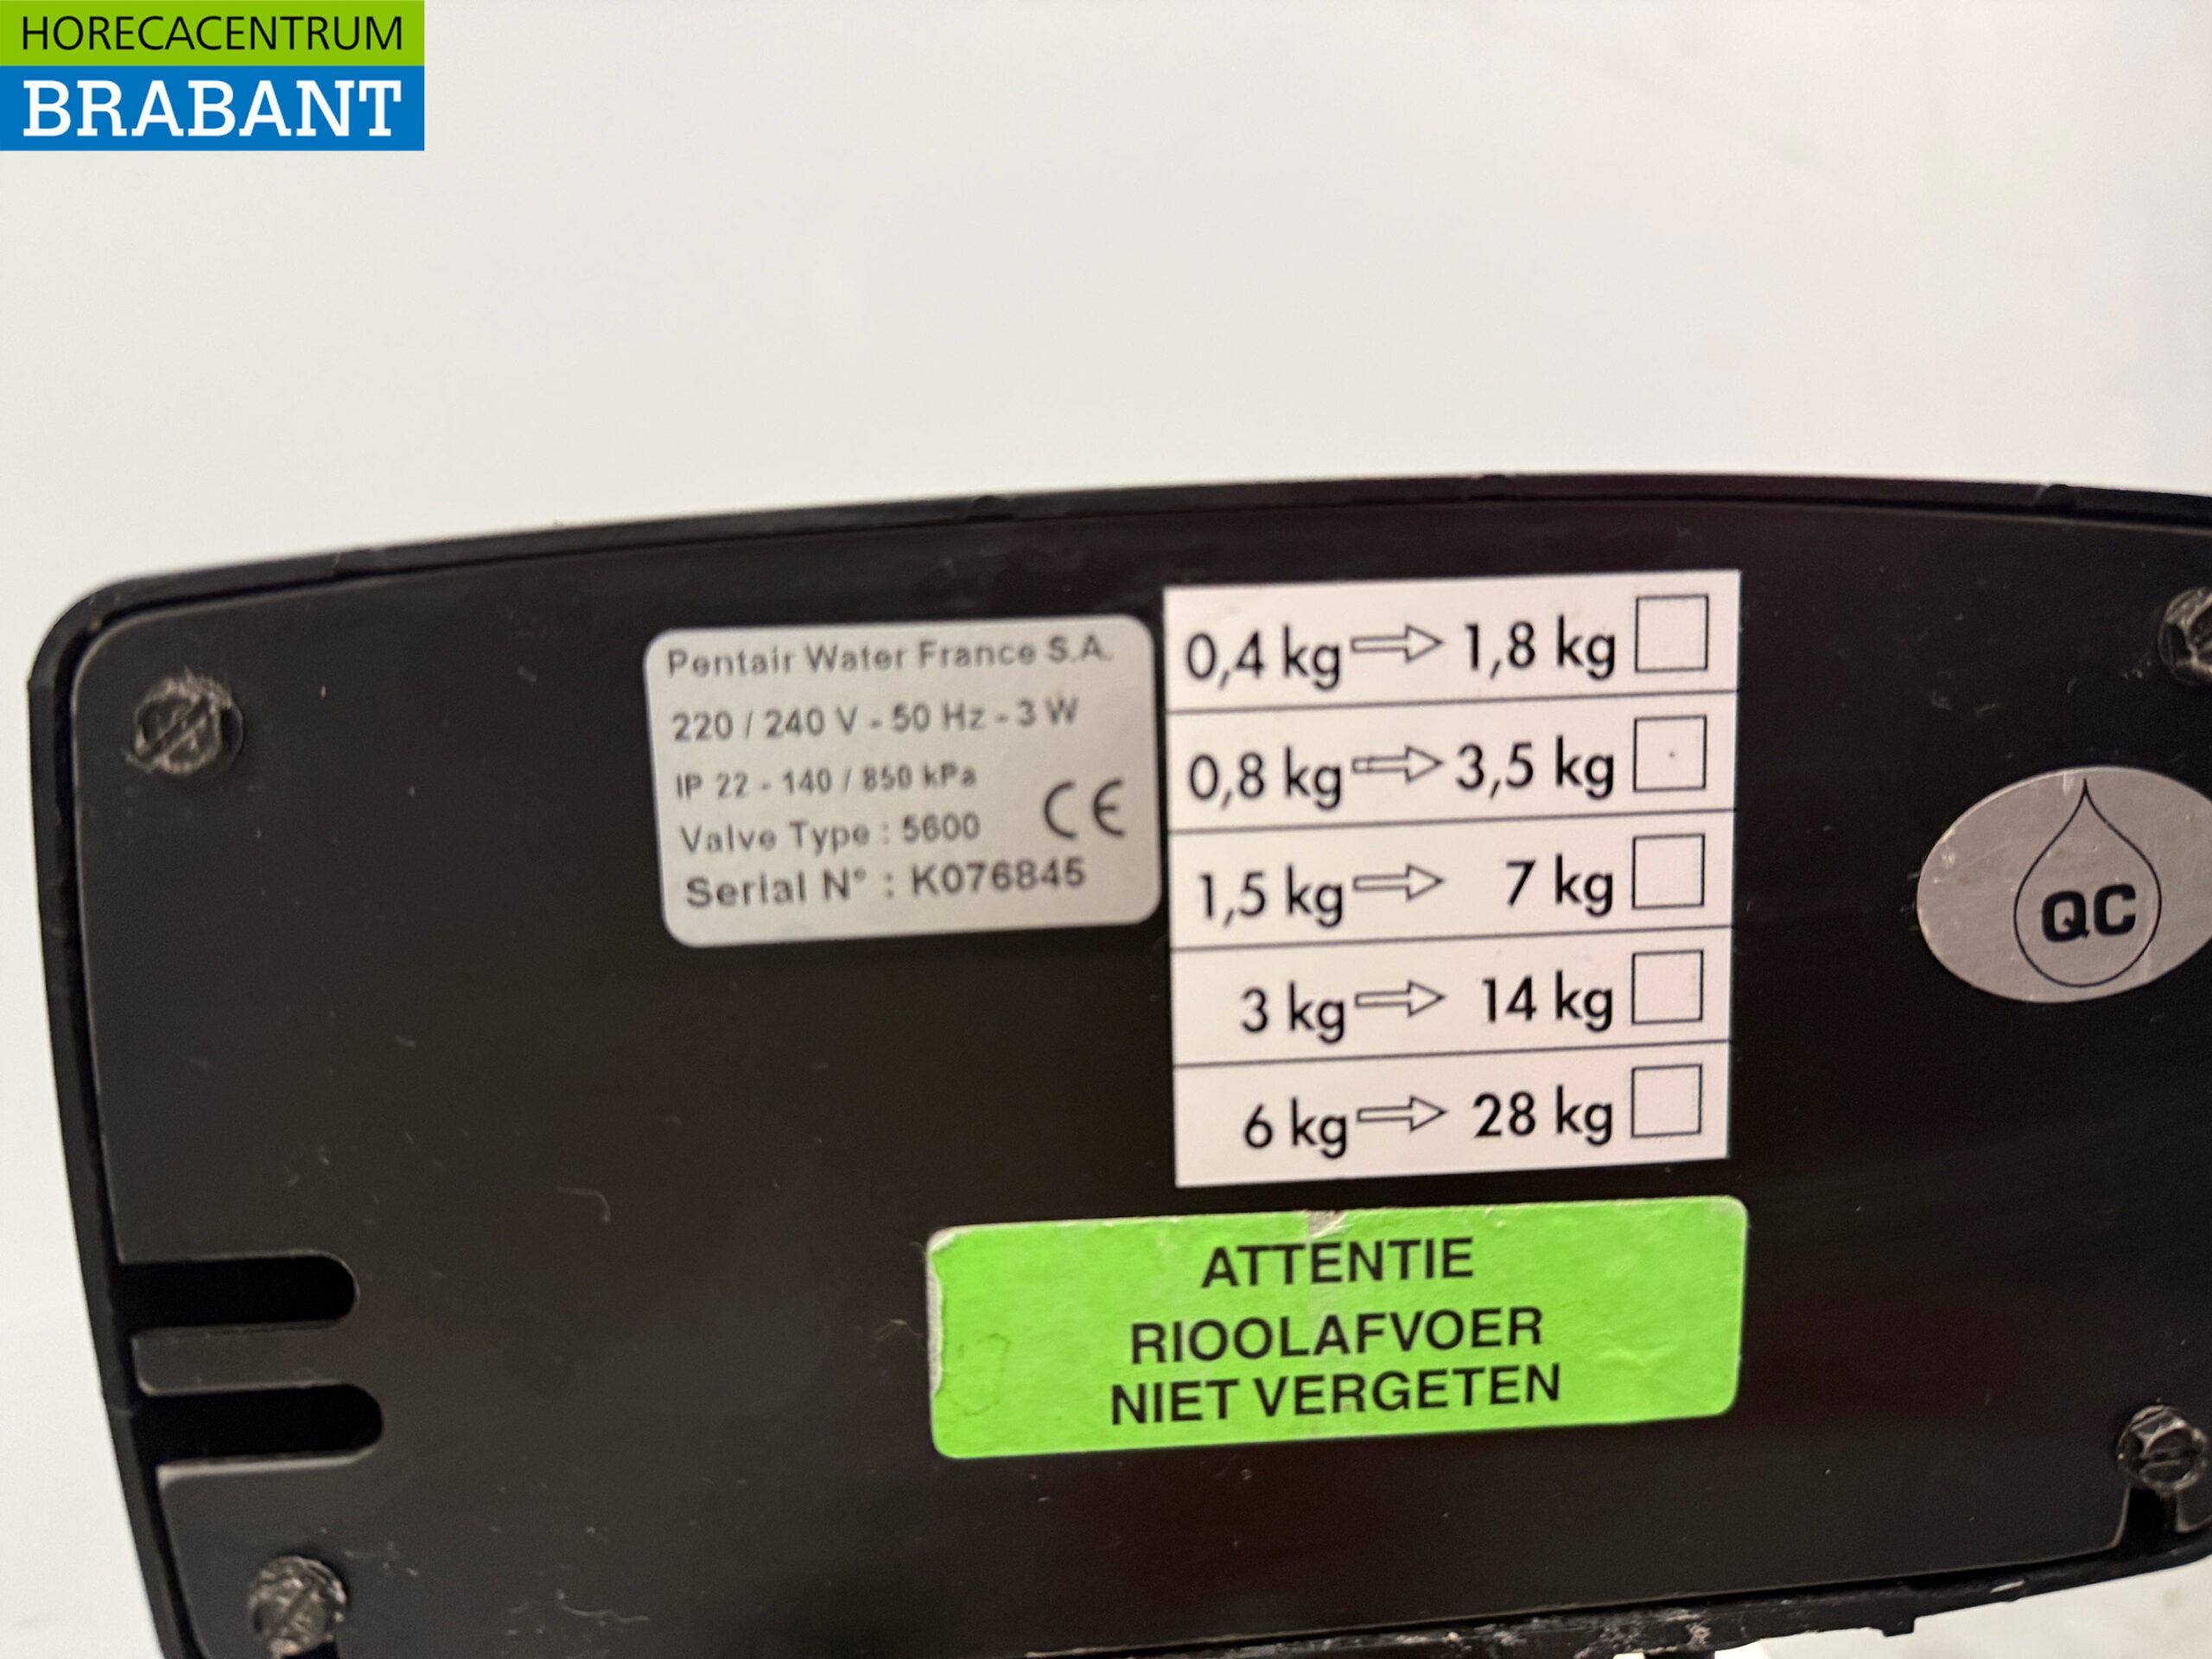 HORECACENTRUM
BRABANT
Pentair Water France S.A.
220 / 240 V - 50 Hz - 3 W
IP 22 - 140 / 850 kPa
Valve Type : 5600 CE
Serial N° : K076845
0,4 kg ⇨ 1,8 kg
0,8 kg ⇨ 3,5 kg
1,5 kg ⇨ 7 kg
3 kg ⇨ 14 kg
6 kg ⇨ 28 kg
QC
ATTENTIE
RIOOLAFVOER
NIET VERGETEN